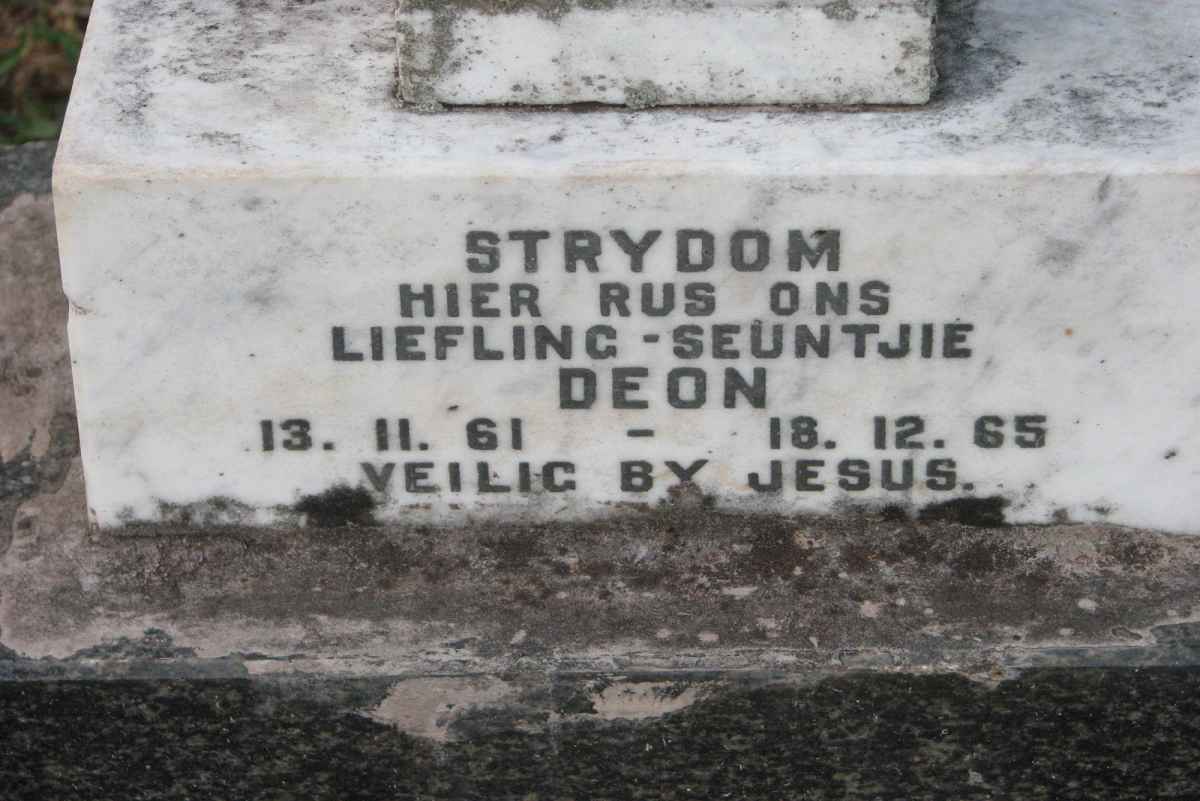 STRYDOM
HIER RUS ONS
LIEFLING-SEUNTJIE
DEON
13. 11. 61 - 18. 12. 65
VEILIG BY JESUS.